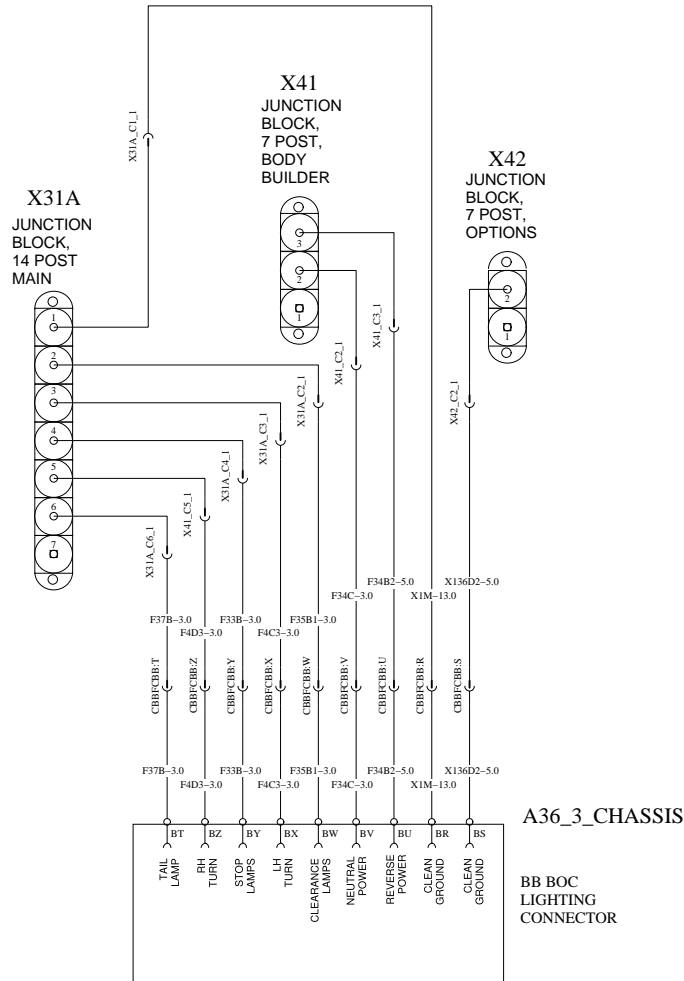 X41
JUNCTION
BLOCK,
7 POST,
BODY
BUILDER
X31A_C1_1
X42
JUNCTION
BLOCK,
7 POST,
OPTIONS
X31A
JUNCTION
BLOCK,
14 POST
MAIN
3
2
1
2
1
1
2
3
4
5
6
7
X41_C3_1
X41_C2_1
X31A_C2_1
X42_C2_1
X31A_C3_1
X31A_C4_1
X41_C5_1
X31A_C6_1
F34B2-5.0
X136D2-5.0
F34C-3.0
X1M-13.0
F37B-3.0
F33B-3.0
F35B1-3.0
F4D3-3.0
F4C3-3.0
CBBFCBB:T
CBBFCBB:Z
CBBFCBB:Y
CBBFCBB:X
CBBFCBB:W
CBBFCBB:V
CBBFCBB:U
CBBFCBB:R
CBBFCBB:S
F37B-3.0
F33B-3.0
F35B1-3.0
F34B2-5.0
X136D2-5.0
F4D3-3.0
F4C3-3.0
F34C-3.0
X1M-13.0
A36_3_CHASSIS
BT
BZ
BY
BX
BW
BV
BU
BR
BS
TAIL
LAMP
RH
TURN
STOP
LAMPS
LH
TURN
CLEARANCE
LAMPS
NEUTRAL
POWER
REVERSE
POWER
CLEAN
GROUND
CLEAN
GROUND
BB BOC
LIGHTING
CONNECTOR